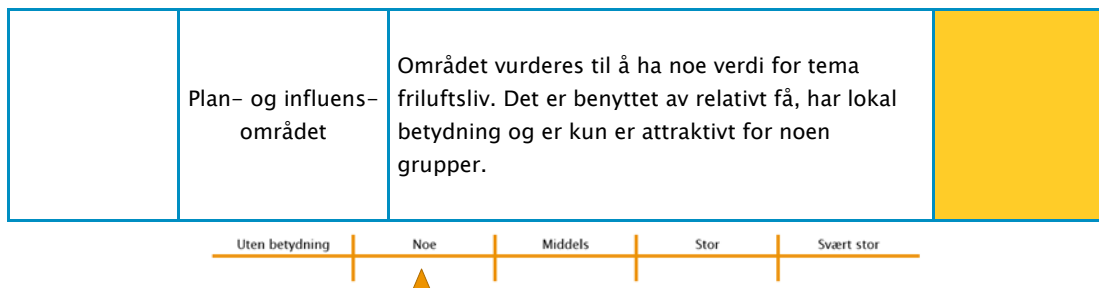 Plan- og influens-
området
Området vurderes til å ha noe verdi for tema
friluftsliv. Det er benyttet av relativt få, har lokal
betydning og er kun er attraktivt for noen
grupper.
Uten betydning Noe Middels Stor Svært stor